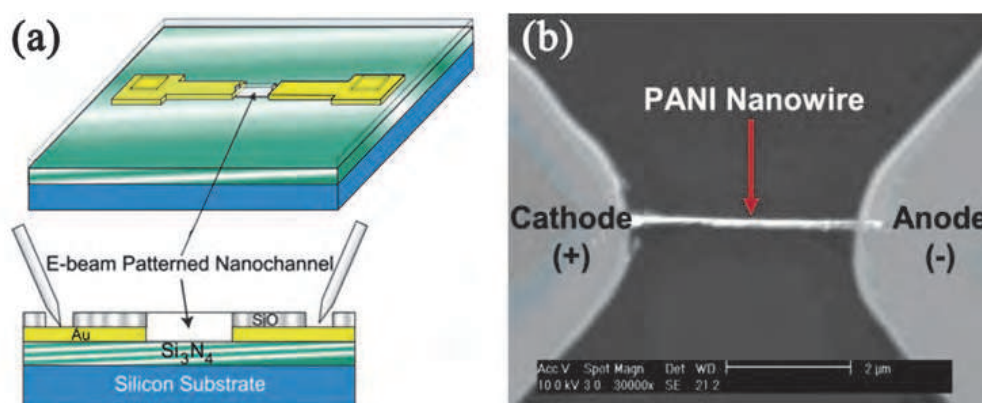 (a)
E-beam Patterned Nanochannel
SiO
Au
Si3N4
Silicon Substrate
(b)
PANI Nanowire
Cathode
(+)
Anode
(-)
Acc.V Spot Magn Det WD
10.0 kV 3.0 30000x SE 21.2
2 μm